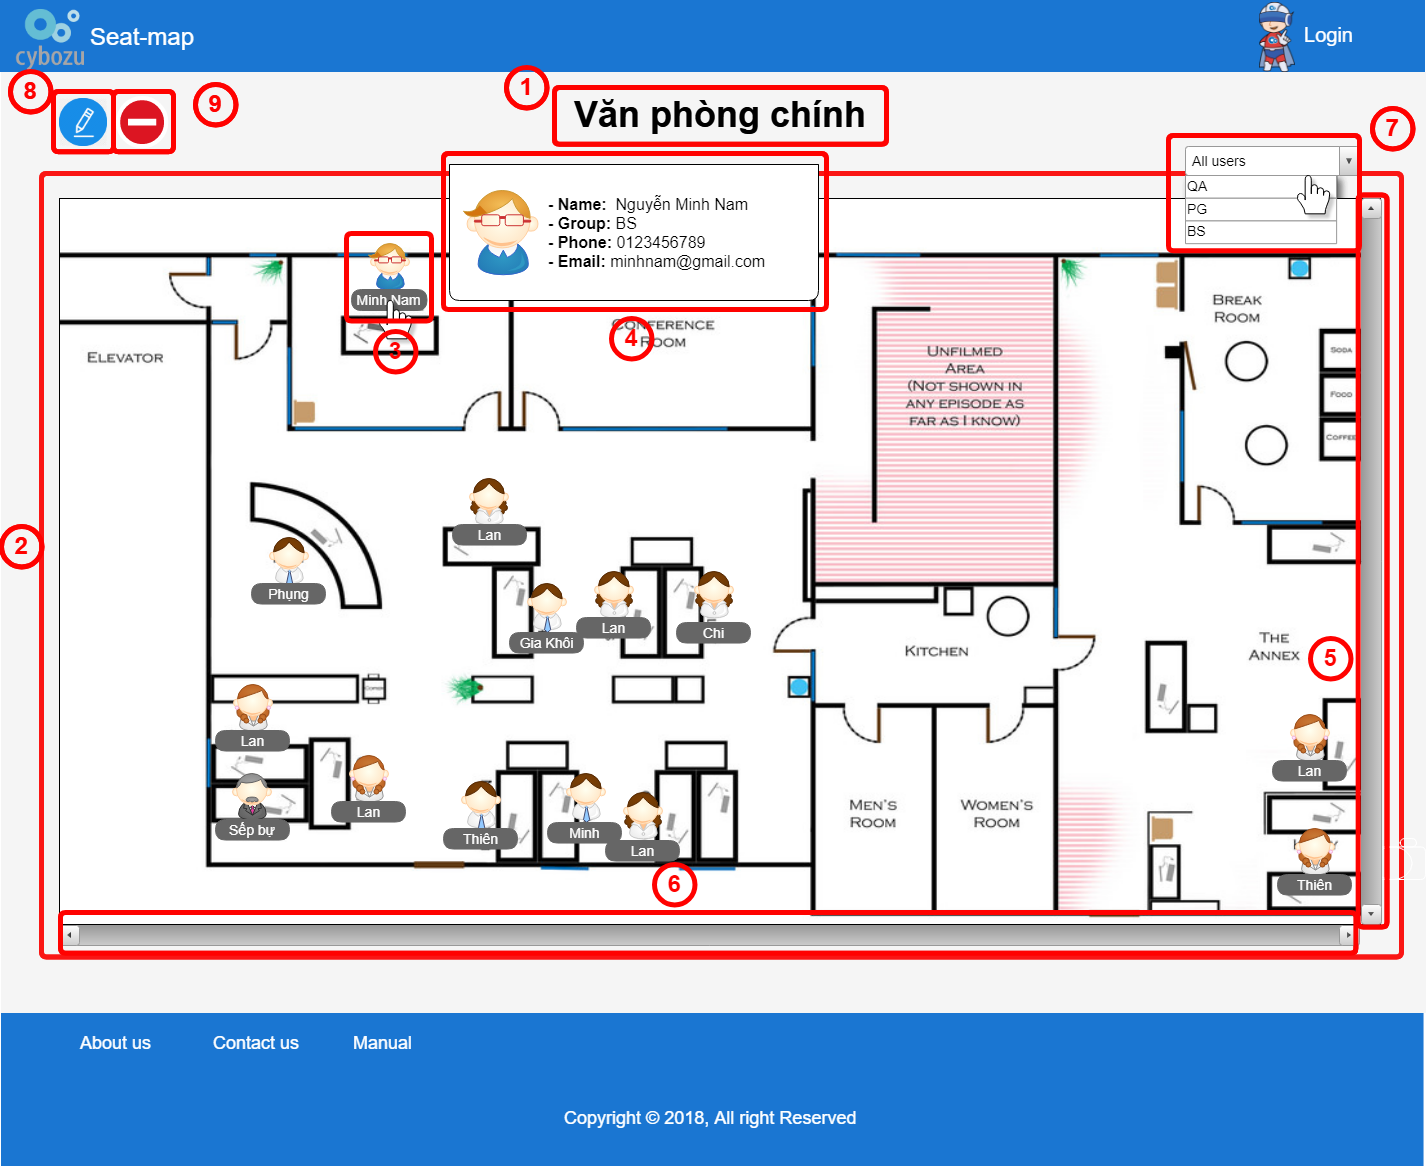 cybozu
Seat-map
Login
8
9
1
Văn phòng chính
7
All users
QA
PG
BS
- Name: Nguyễn Minh Nam
- Group: BS
- Phone: 0123456789
- Email: minhnam@gmail.com
Minh Nam
3
4
CONFERENCE
ROOM
ELEVATOR
UNFILMED
AREA
(NOT SHOWN IN
ANY EPISODE AS
FAR AS I KNOW)
BREAK
ROOM
SODA
FOOD
COFFEE
2
Lan
Phụng
Gia Khôi
Lan
Chi
KITCHEN
THE
ANNEX
5
Lan
Sếp bự
Lan
Thiên
Minh
Lan
MEN'S
ROOM
WOMEN'S
ROOM
Lan
Thiên
6
About us
Contact us
Manual
Copyright © 2018, All right Reserved